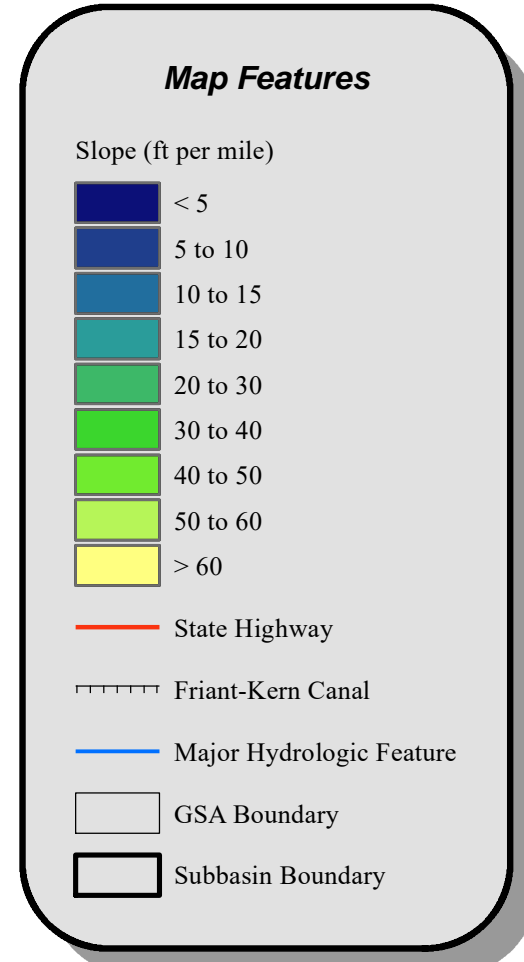 Map Features
Slope (ft per mile)
< 5
5 to 10
10 to 15
15 to 20
20 to 30
30 to 40
40 to 50
50 to 60
> 60
State Highway
Friant-Kern Canal
Major Hydrologic Feature
GSA Boundary
Subbasin Boundary